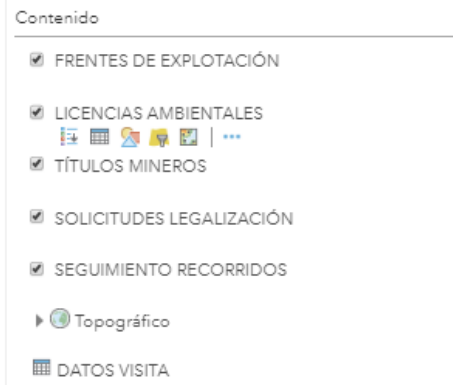 Contenido
FRENTES DE EXPLOTACIÓN
LICENCIAS AMBIENTALES
TÍTULOS MINEROS
SOLICITUDES LEGALIZACIÓN
SEGUIMIENTO RECORRIDOS
Topográfico
DATOS VISITA